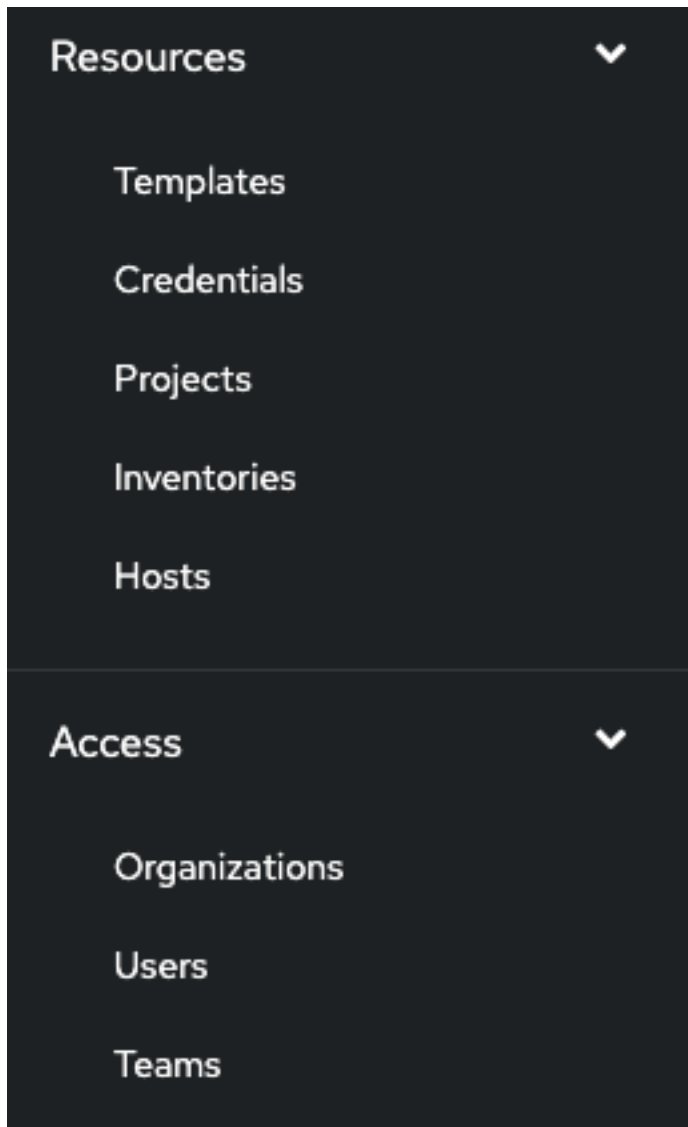 Resources
Templates
Credentials
Projects
Inventories
Hosts
Access
Organizations
Users
Teams